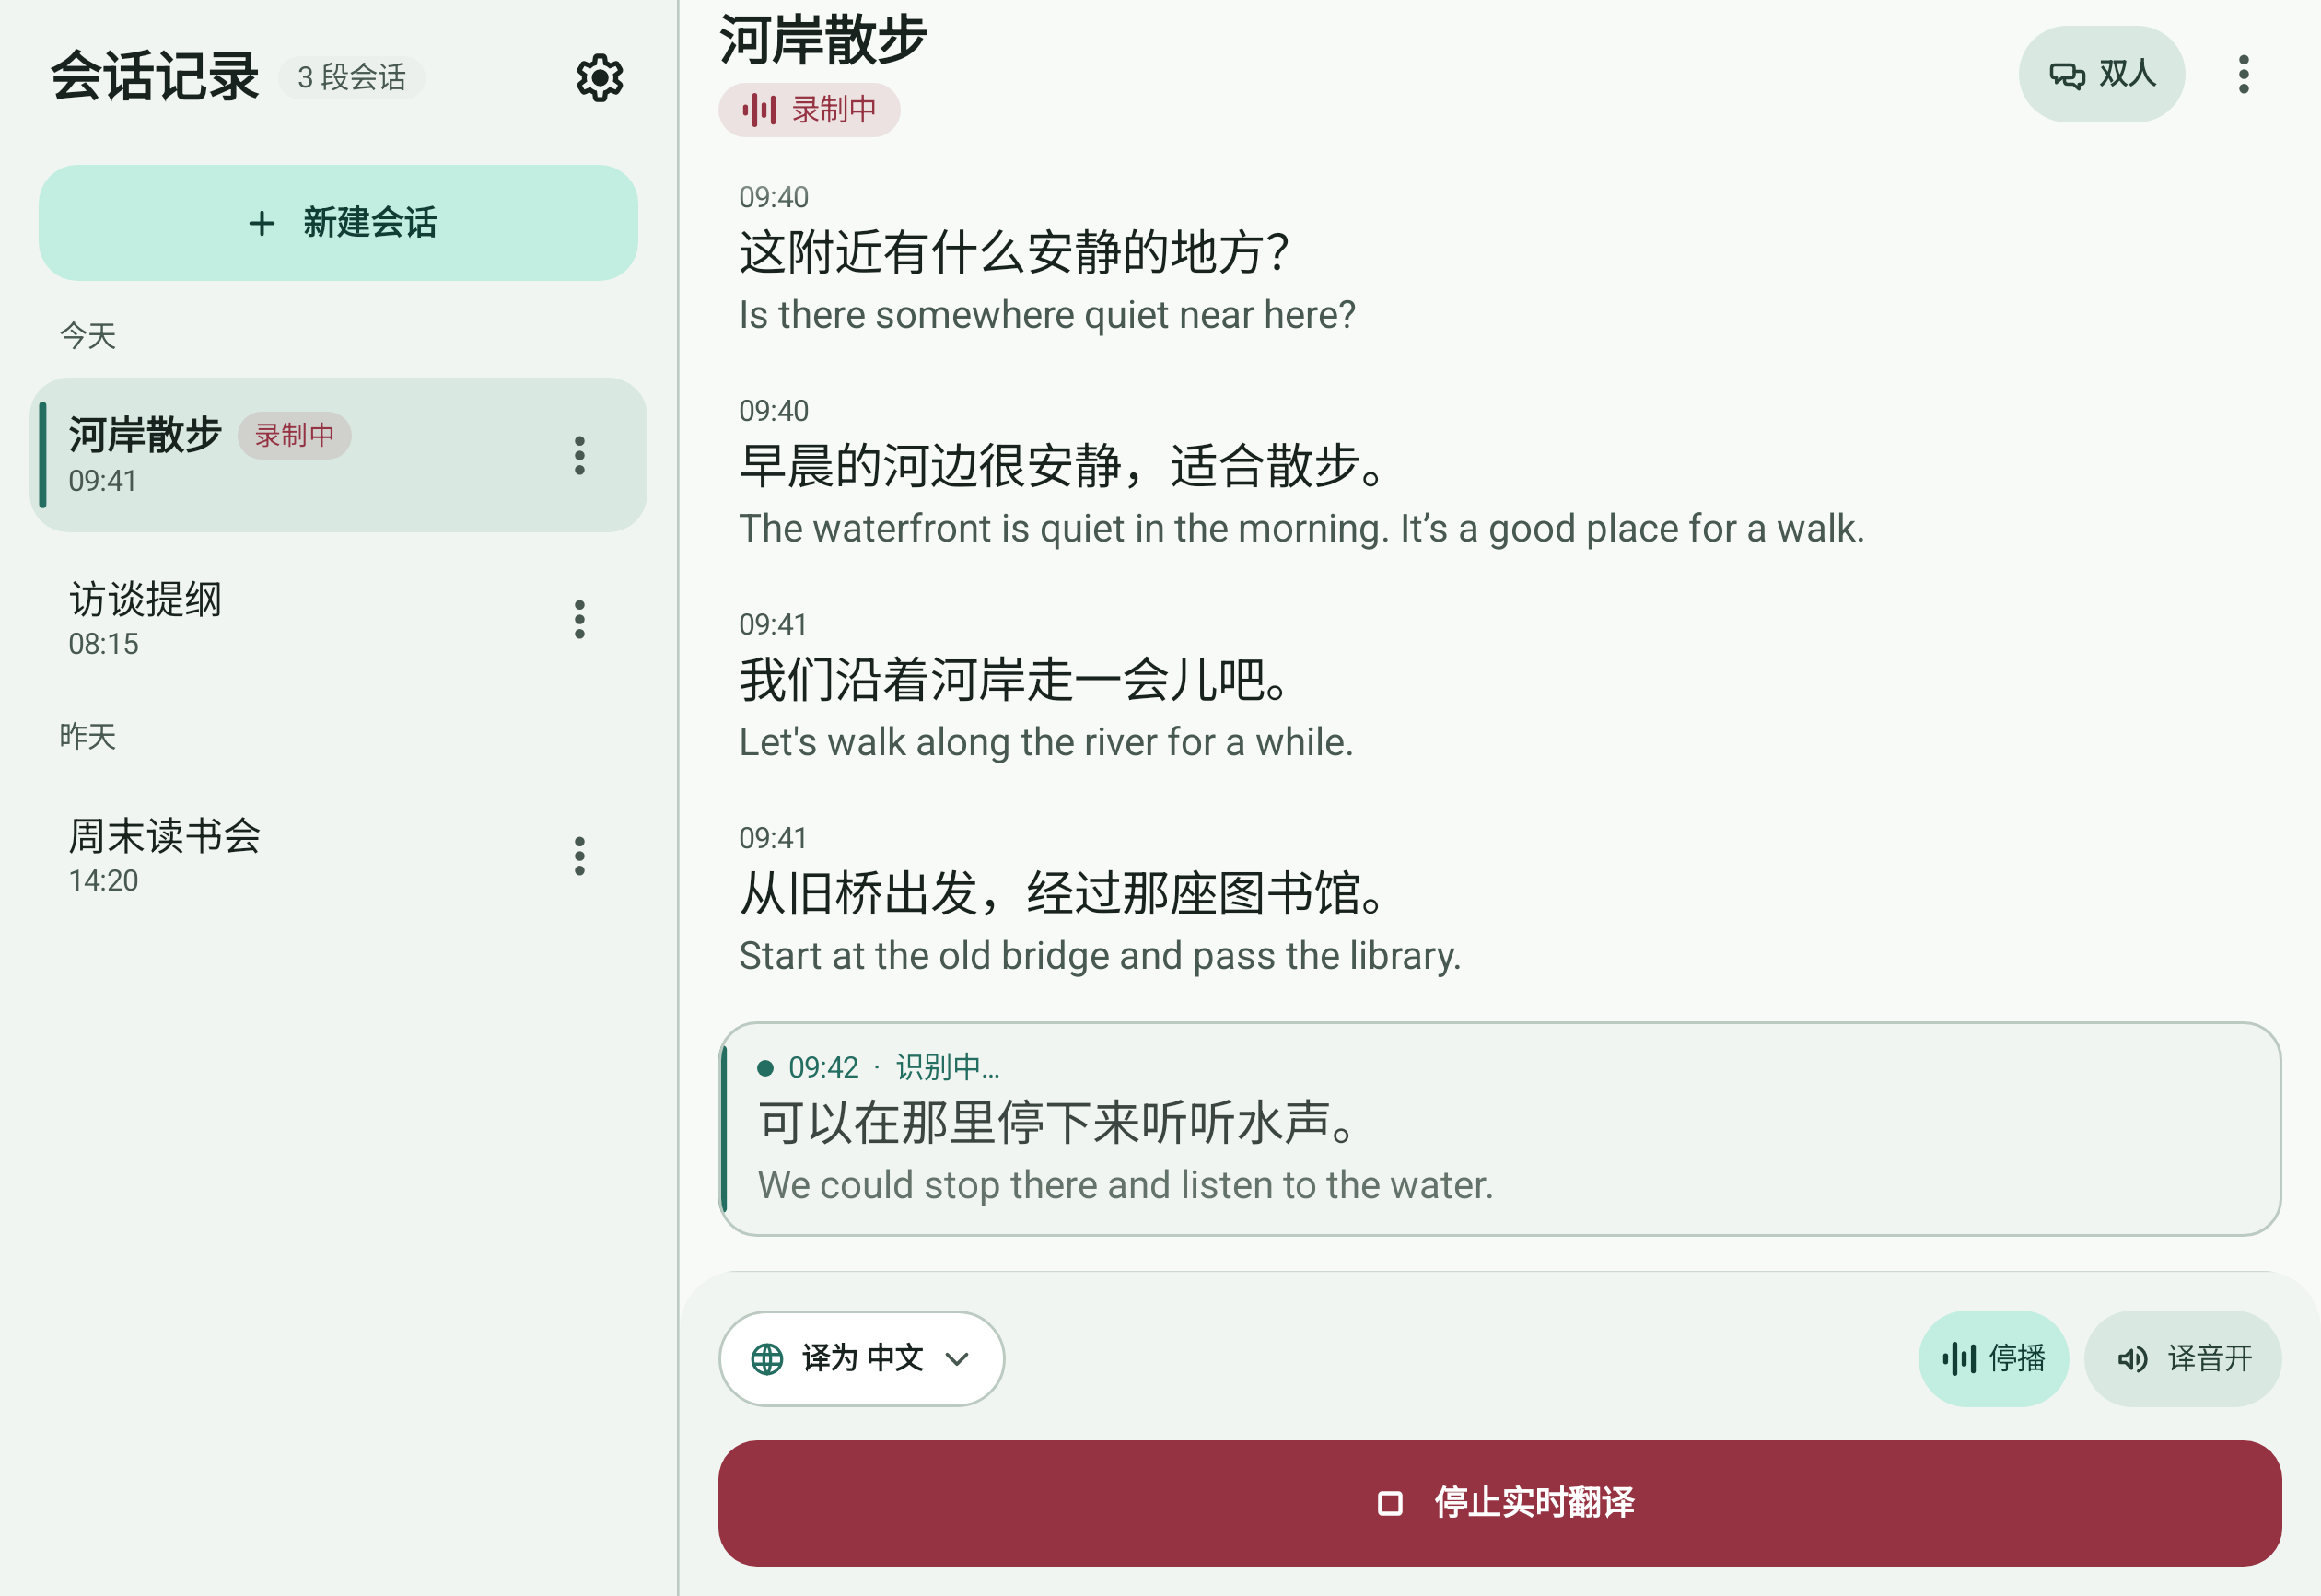 会话记录
3 段会话
新建会话
今天
河岸散步 录制中
09:41
访谈提纲
08:15
昨天
周末读书会
14:20
河岸散步
录制中
双人
09:40
这附近有什么安静的地方？
Is there somewhere quiet near here?
09:40
早晨的河边很安静，适合散步。
The waterfront is quiet in the morning. It’s a good place for a walk.
09:41
我们沿着河岸走一会儿吧。
Let's walk along the river for a while.
09:41
从旧桥出发，经过那座图书馆。
Start at the old bridge and pass the library.
09:42 · 识别中…
可以在那里停下来听听水声。
We could stop there and listen to the water.
译为 中文
停播
译音开
停止实时翻译